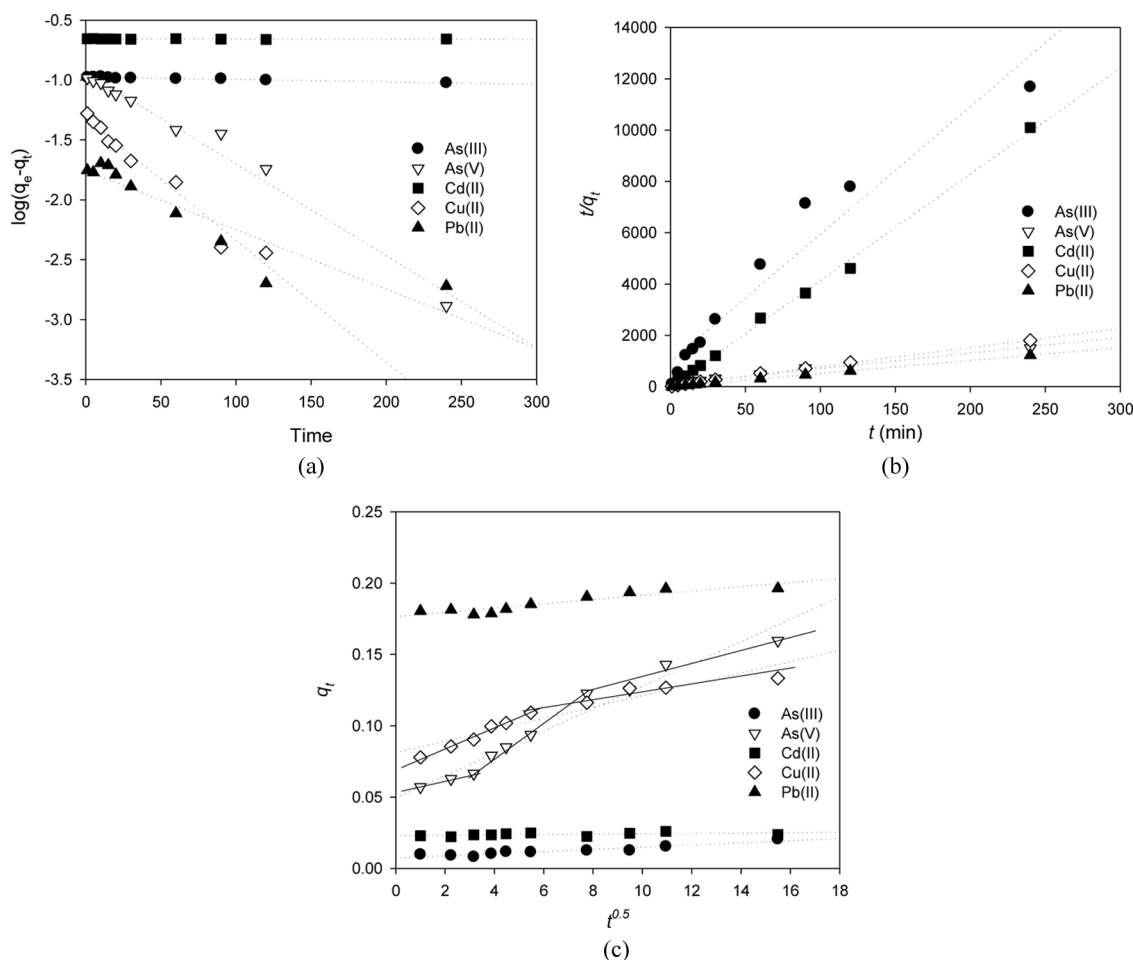 -0.5
-1.0
-1.5
-2.0
-2.5
-3.0
-3.5
log(qe-qt)
0 50 100 150 200 250 300
Time
As(III)
As(V)
Cd(II)
Cu(II)
Pb(II)
(a)
14000
12000
10000
8000
6000
4000
2000
0
t/qt
0 50 100 150 200 250 300
t (min)
As(III)
As(V)
Cd(II)
Cu(II)
Pb(II)
(b)
0.25
0.20
0.15
0.10
0.05
0.00
qt
0 2 4 6 8 10 12 14 16 18
t0.5
As(III)
As(V)
Cd(II)
Cu(II)
Pb(II)
(c)